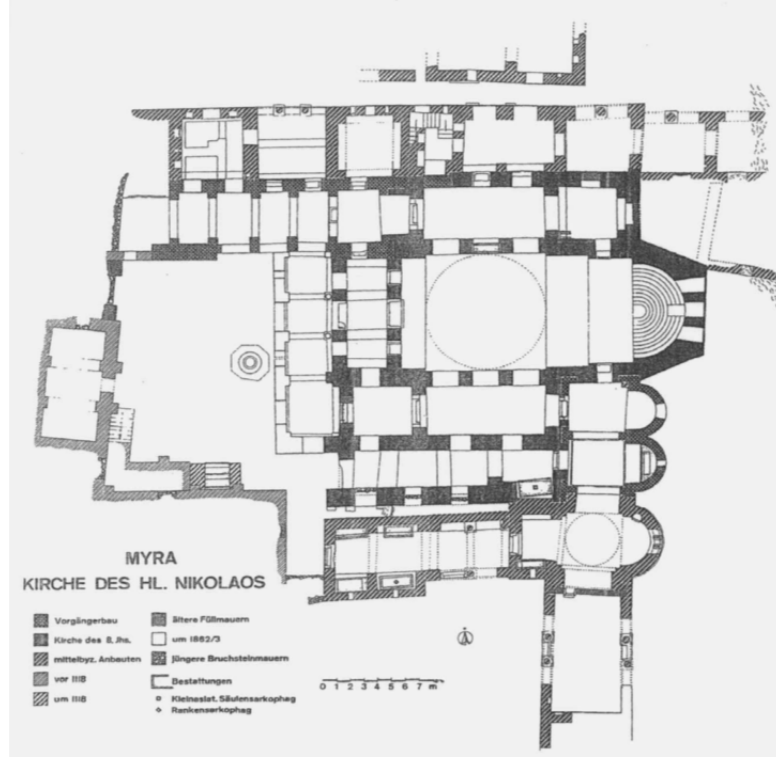 MYRA
KIRCHE DES HL. NIKOLAOS
Vorgängerbau
Kirche des 8. Jhs.
mittelbyz. Anbauten
vor 1118
um 1118
ältere Füllmauern
um 1862/3
jüngere Bruchsteinmauern
Bestattungen
Kleinasiat. Säulensarkophag
Rankensarkophag
0 1 2 3 4 5 6 7 m